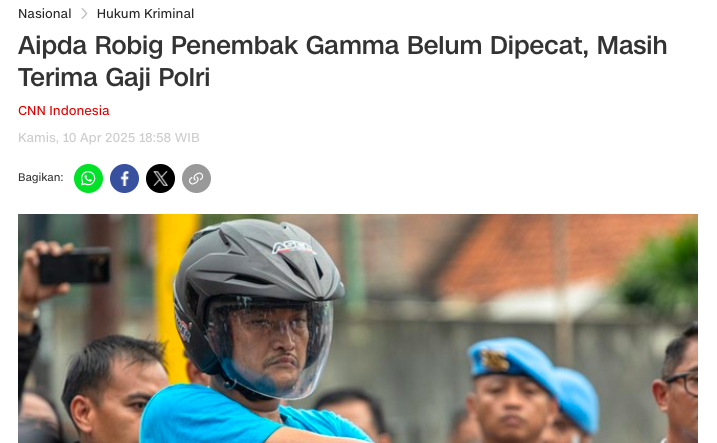 Nasional > Hukum Kriminal
Aipda Robig Penembak Gamma Belum Dipecat, Masih
Terima Gaji Polri
CNN Indonesia
Kamis, 10 Apr 2025 18:58 WIB
Bagikan: